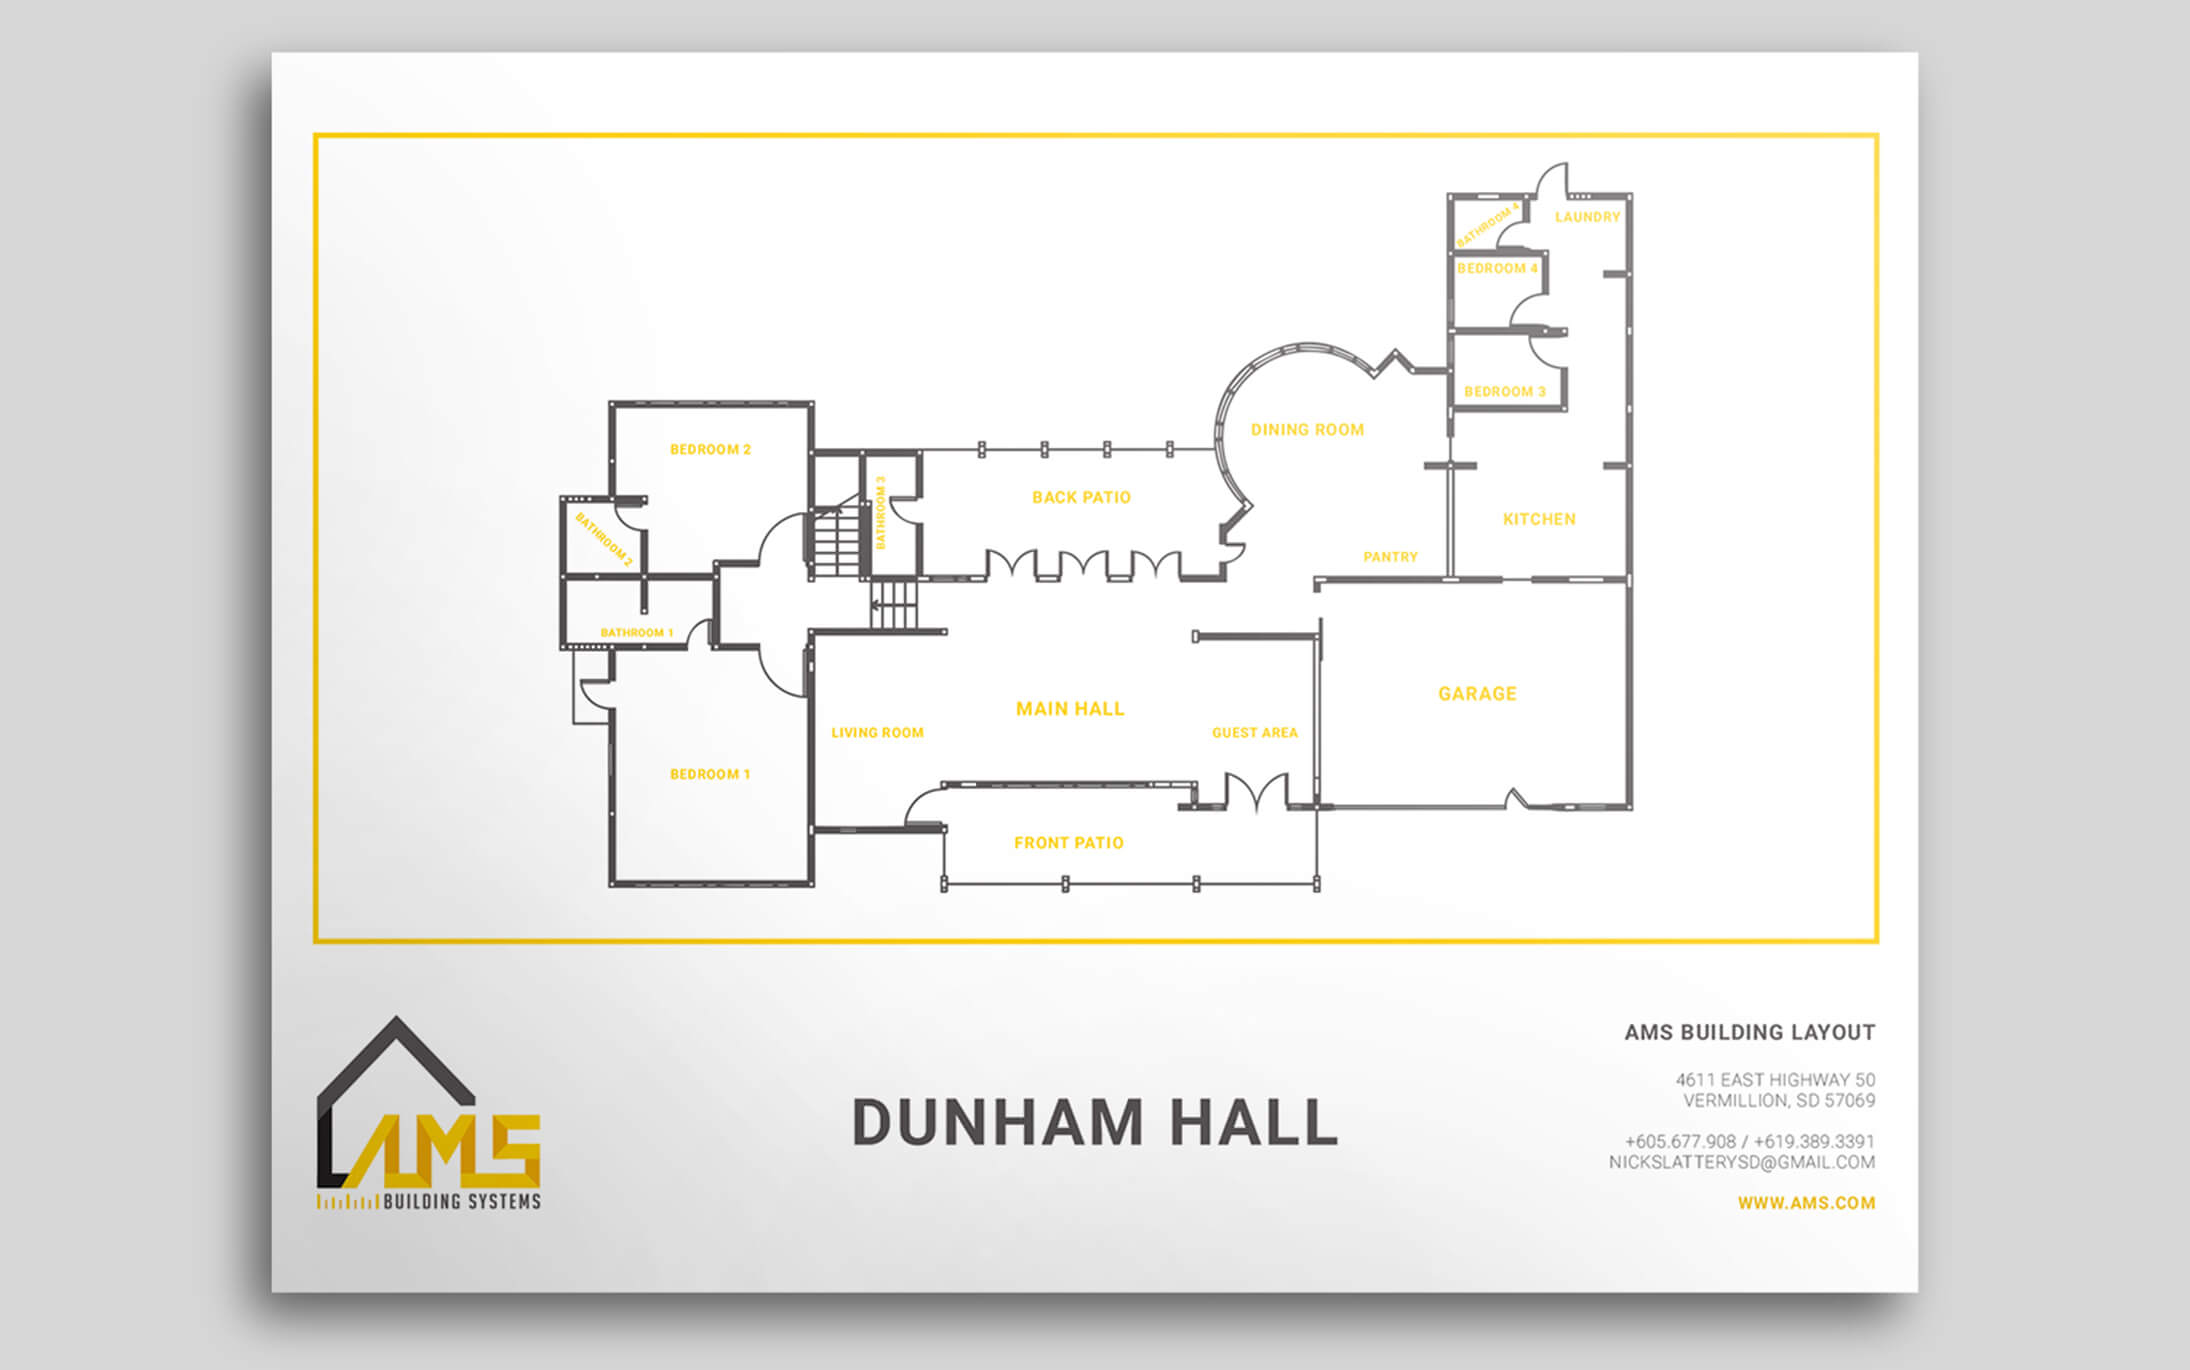 BATHROOM 4
LAUNDRY
BEDROOM 4
BEDROOM 3
DINING ROOM
BEDROOM 2
BATHROOM 3
BACK PATIO
KITCHEN
BATHROOM 2
PANTRY
BATHROOM 1
GARAGE
MAIN HALL
LIVING ROOM
GUEST AREA
BEDROOM 1
FRONT PATIO
AMS
BUILDING SYSTEMS
DUNHAM HALL
AMS BUILDING LAYOUT
4611 EAST HIGHWAY 50
VERMILLION, SD 57069
+605.677.908 / +619.389.3391
NICKSLATTERYSD@GMAIL.COM
WWW.AMS.COM